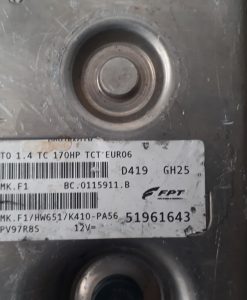 TO 1.4 TC 170HP TCT EURO6
D419 GH25
MK.F1 BC.0115911.B
FPT
MK.F1/HW651/K410-PA56 51961643
PV97R8S 12V=